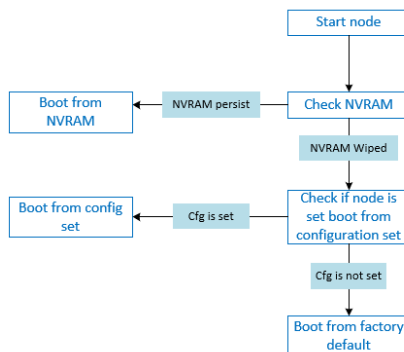 Start node
Boot from
NVRAM
NVRAM persist
Check NVRAM
NVRAM Wiped
Boot from config
set
Cfg is set
Check if node is
set boot from
configuration set
Cfg is not set
Boot from factory
default